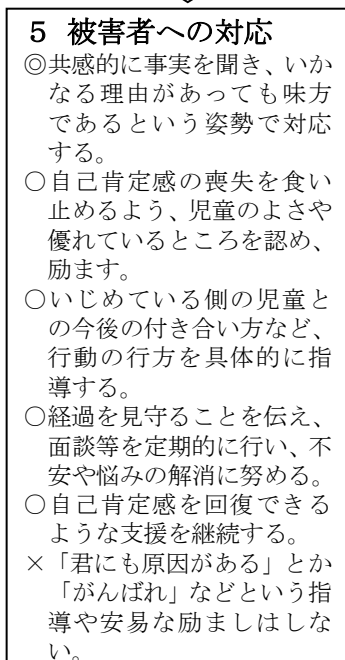 ５ 被害者への対応
◎共感的に事実を聞き、いか
なる理由があっても味方
であるという姿勢で対応
する。
○自己肯定感の喪失を食い
止めるよう、児童のよさや
優れているところを認め、
励ます。
○いじめている側の児童と
の今後の付き合い方など、
行動の行方を具体的に指
導する。
○経過を見守ることを伝え、
面談等を定期的に行い、不
安や悩みの解消に努める。
○自己肯定感を回復できる
ような支援を継続する。
×「君にも原因がある」とか
「がんばれ」などという指
導や安易な励ましはしな
い。